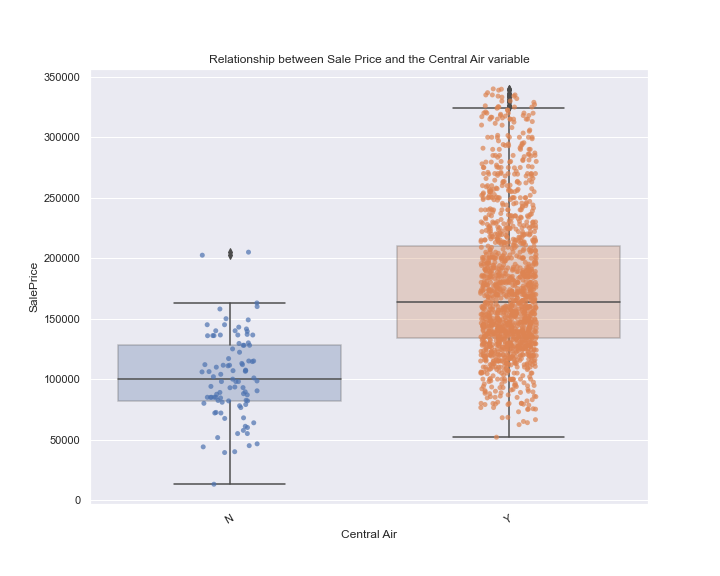 Relationship between Sale Price and the Central Air variable
350000
300000
250000
200000
150000
100000
50000
0
SalePrice
N
Y
Central Air